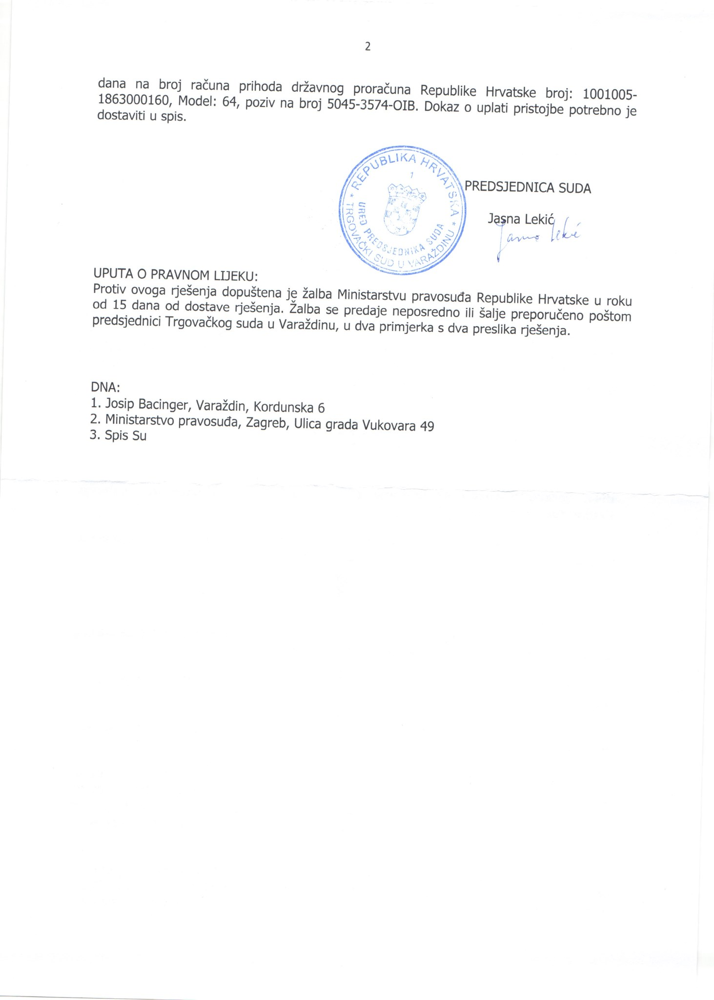 2
dana na broj računa prihoda državnog proračuna Republike Hrvatske broj: 1001005-
1863000160, Model: 64, poziv na broj 5045-3574-OIB. Dokaz o uplati pristojbe potrebno je
dostaviti u spis.
* REPUBLIKA HRVATSKA *
1
URED PREDSJEDNIKA SUDA
TRGOVAČKI SUD U VARAŽDINU
PREDSJEDNICA SUDA
Jasna Lekić
Jasna Lekić
UPUTA O PRAVNOM LIJEKU:
Protiv ovoga rješenja dopuštena je žalba Ministarstvu pravosuđa Republike Hrvatske u roku
od 15 dana od dostave rješenja. Žalba se predaje neposredno ili šalje preporučeno poštom
predsjednici Trgovačkog suda u Varaždinu, u dva primjerka s dva preslika rješenja.
DNA:
1. Josip Bacinger, Varaždin, Kordunska 6
2. Ministarstvo pravosuđa, Zagreb, Ulica grada Vukovara 49
3. Spis Su